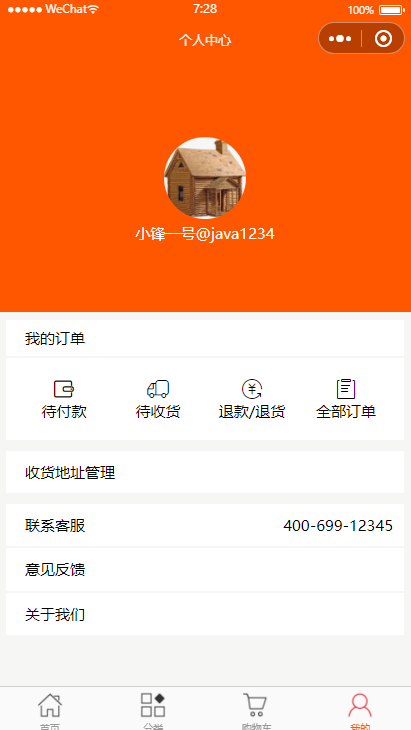 WeChat 7:28 100%
个人中心
小锋一号@java1234
我的订单
待付款 待收货 退款/退货 全部订单
收货地址管理
联系客服 400-699-12345
意见反馈
关于我们
首页 分类 购物车 我的